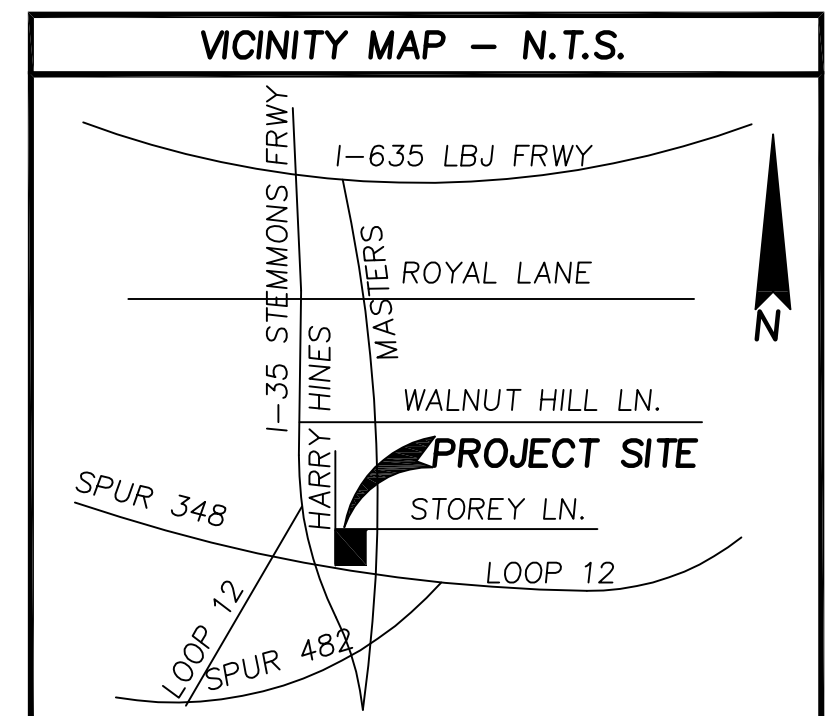 VICINITY MAP - N.T.S.
I-35 STEMMONS FRWY
I-635 LBJ FRWY
MASTERS
ROYAL LANE
N
HARRY HINES
WALNUT HILL LN.
PROJECT SITE
SPUR 348
STOREY LN.
LOOP 12
LOOP 12
SPUR 482